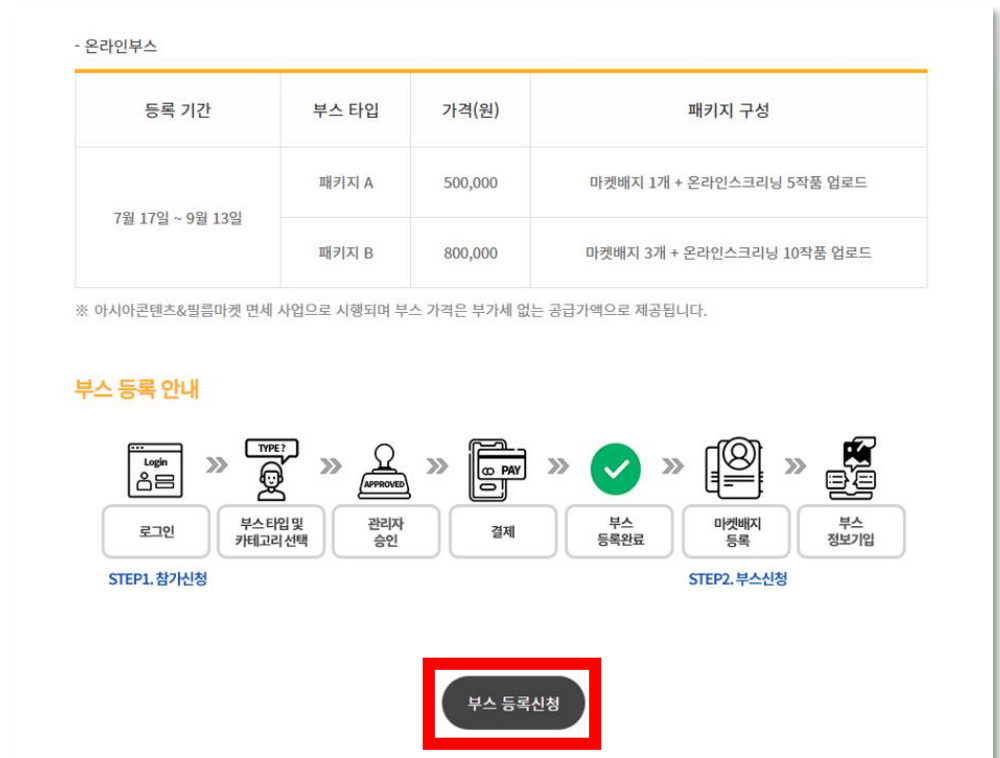 - 온라인부스
등록 기간 부스 타입 가격(원) 패키지 구성
7월 17일 ~ 9월 13일
패키지 A 500,000 마켓배지 1개 + 온라인스크리닝 5작품 업로드
패키지 B 800,000 마켓배지 3개 + 온라인스크리닝 10작품 업로드
※ 아시아콘텐츠&필름마켓 면세 사업으로 시행되며 부스 가격은 부가세 없는 공급가액으로 제공됩니다.
부스 등록 안내
Login
TYPE ?
APPROVED
PAY
로그인
부스 타입 및
카테고리 선택
관리자
승인
결제
부스
등록완료
마켓배지
등록
부스
정보기입
STEP1. 참가신청
STEP2. 부스신청
부스 등록신청